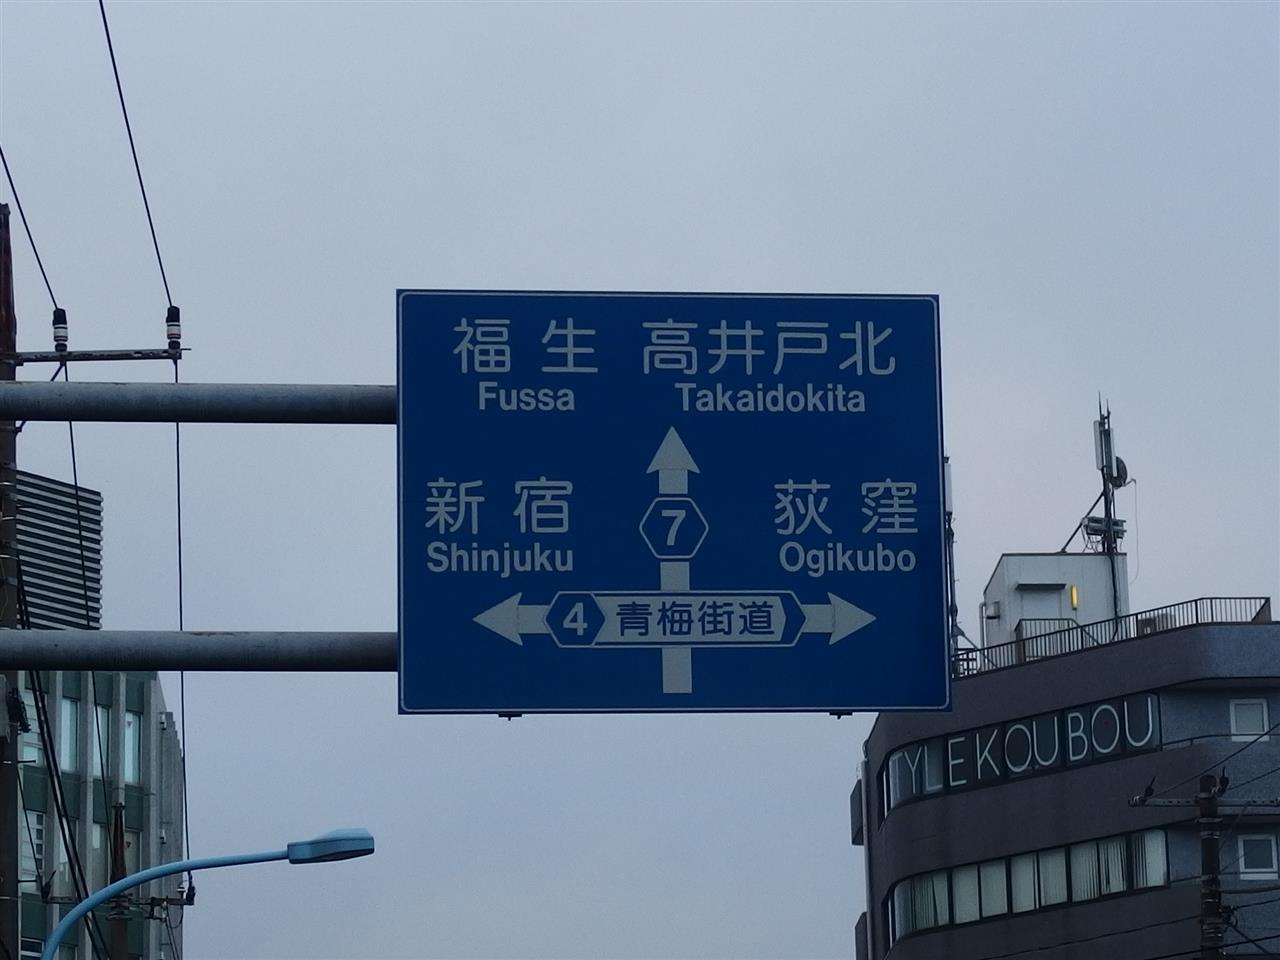 福生 高井戸北
Fussa Takaidokita
新宿 7 荻窪
Shinjuku Ogikubo
4 青梅街道
TYLE KOUBOU